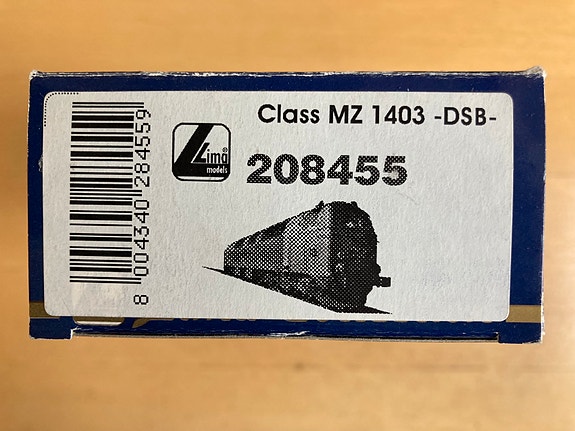 Class MZ 1403 -DSB-
Lima®
models
208455
8 004340 284559